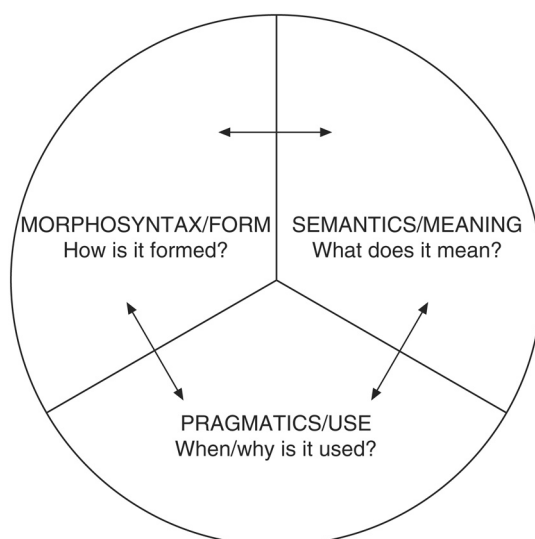 MORPHOSYNTAX/FORM
How is it formed?
SEMANTICS/MEANING
What does it mean?
PRAGMATICS/USE
When/why is it used?